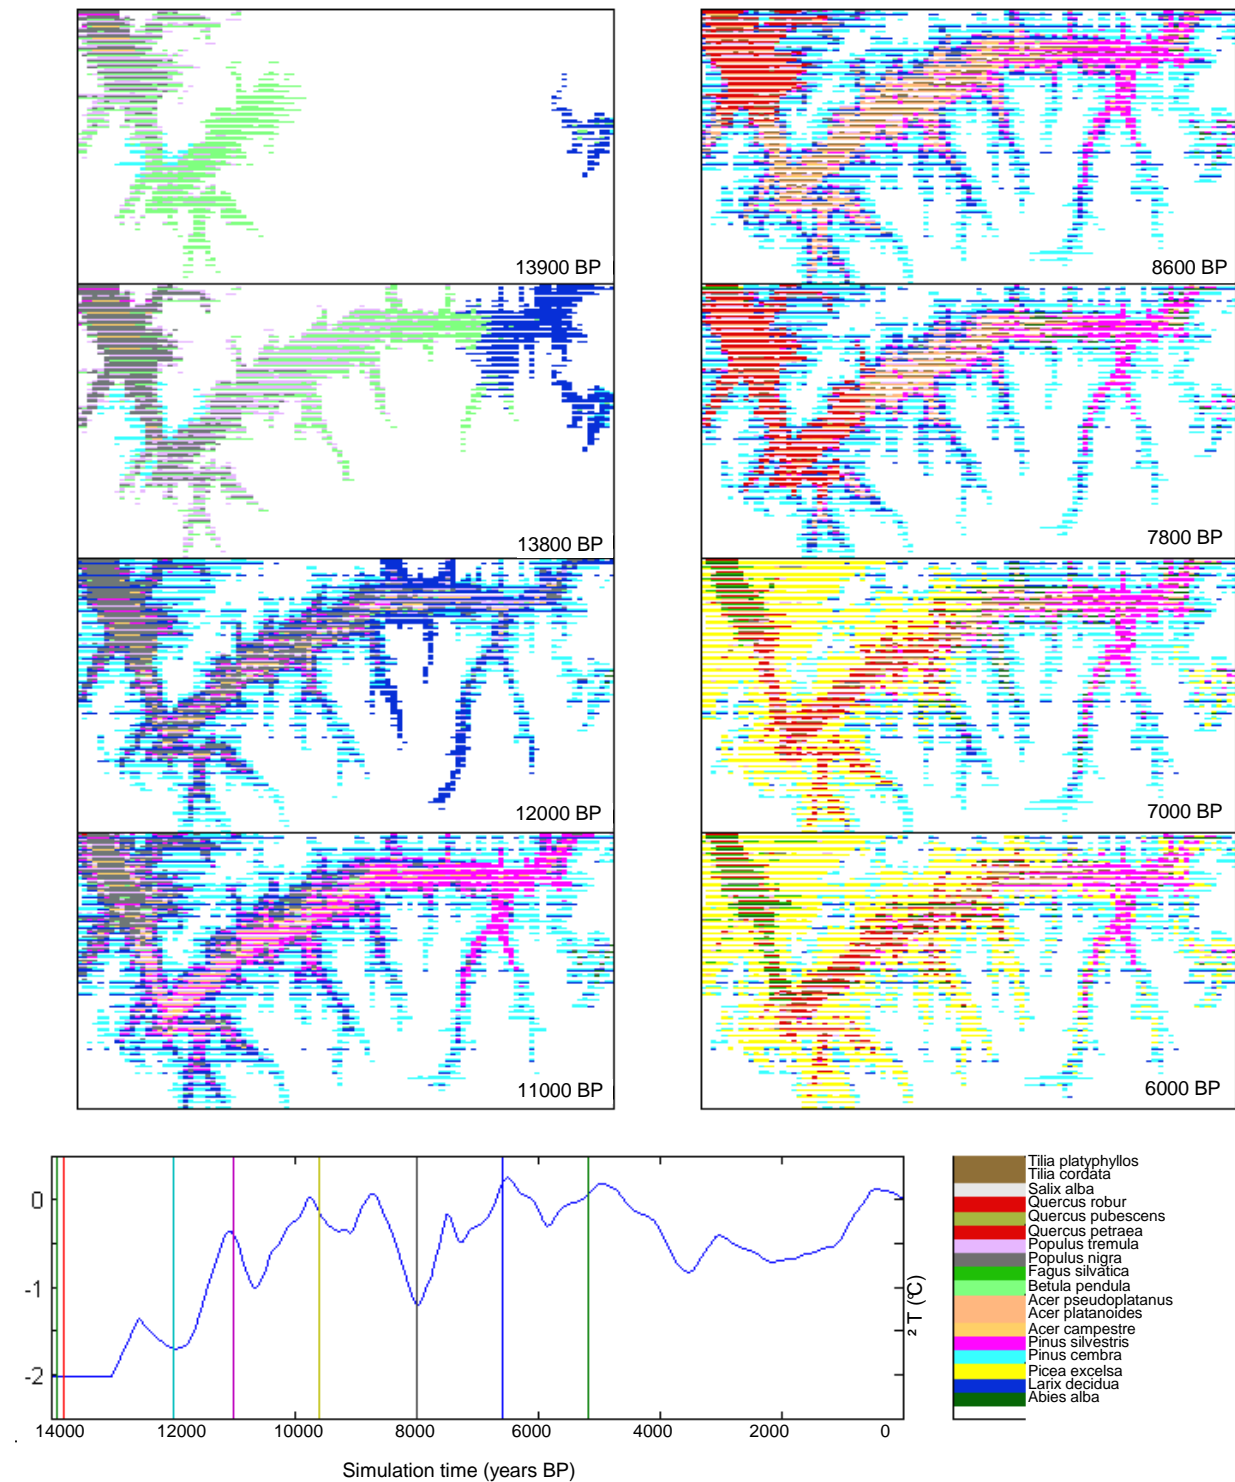 13900 BP
13800 BP
12000 BP
11000 BP
8600 BP
7800 BP
7000 BP
6000 BP
0
-1
-2
14000 12000 10000 8000 6000 4000 2000 0
Simulation time (years BP)
² T (°C)
Tilia platyphyllos
Tilia cordata
Salix alba
Quercus robur
Quercus pubescens
Quercus petraea
Populus tremula
Populus nigra
Fagus silvatica
Betula pendula
Acer pseudoplatanus
Acer platanoides
Acer campestre
Pinus silvestris
Pinus cembra
Picea excelsa
Larix decidua
Abies alba